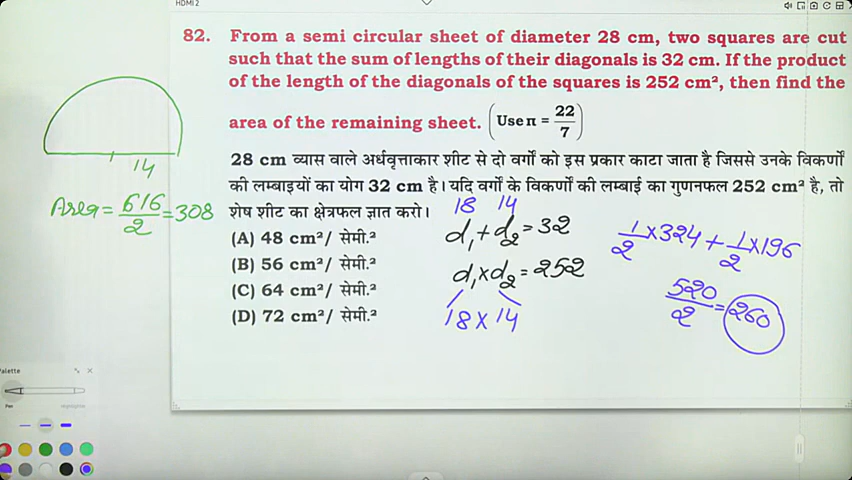 HDMI 2
82. From a semi circular sheet of diameter 28 cm, two squares are cut
such that the sum of lengths of their diagonals is 32 cm. If the product
of the length of the diagonals of the squares is 252 cm², then find the
area of the remaining sheet. (Use π = 22/7)
28 cm व्यास वाले अर्धवृत्ताकार शीट से दो वर्गों को इस प्रकार काटा जाता है जिससे उनके विकर्णों
की लम्बाइयों का योग 32 cm है। यदि वर्गों के विकर्णों की लम्बाई का गुणनफल 252 cm² है, तो
शेष शीट का क्षेत्रफल ज्ञात करो।
(A) 48 cm²/ सेमी.²
(B) 56 cm²/ सेमी.²
(C) 64 cm²/ सेमी.²
(D) 72 cm²/ सेमी.²
14
Area = 616/2 = 308
18 14
d₁ + d₂ = 32
d₁ × d₂ = 252
18 × 14
1/2 × 324 + 1/2 × 196
520/2 = 260
Palette
Pen
Highlighter